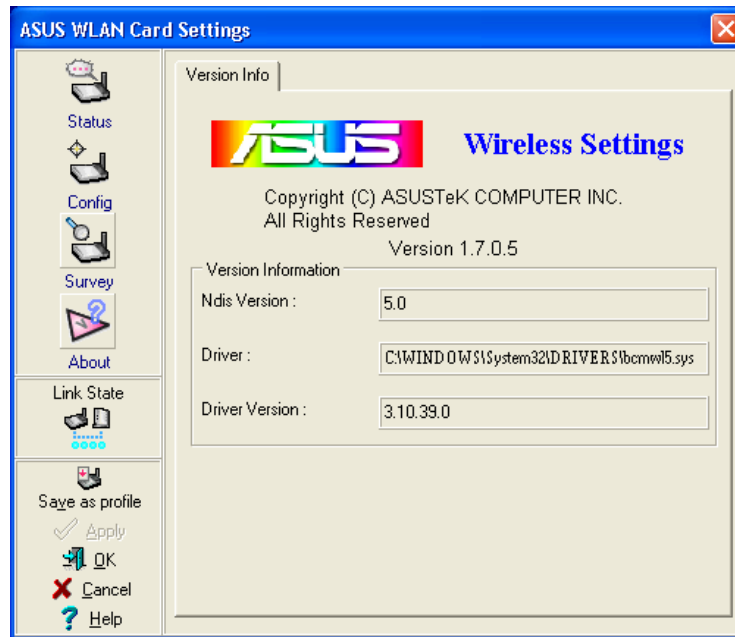 ASUS WLAN Card Settings
Status
Config
Survey
About
Link State
Save as profile
Apply
OK
Cancel
Help
Version Info
ASUS
Wireless Settings
Copyright (C) ASUSTeK COMPUTER INC.
All Rights Reserved
Version 1.7.0.5
Version Information
Ndis Version : 5.0
Driver : C:\WINDOWS\System32\DRIVERS\bcmwl5.sys
Driver Version : 3.10.39.0